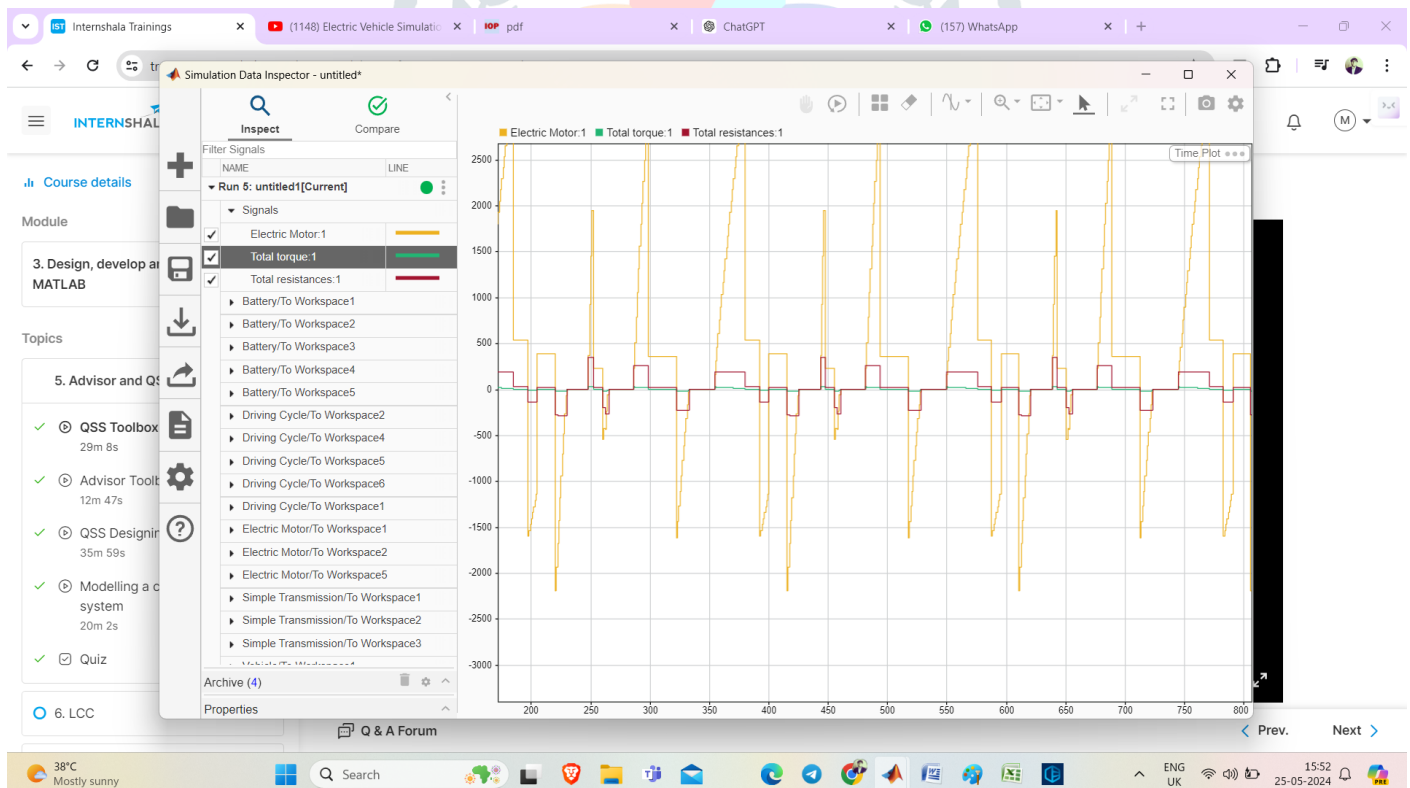 Internshala Trainings
(1148) Electric Vehicle Simulatio
IOP pdf
ChatGPT
(157) WhatsApp
tr
Simulation Data Inspector - untitled*
INTERNSHAL
M
Course details
Module
3. Design, develop an
MATLAB
Topics
5. Advisor and QS
QSS Toolbox
29m 8s
Advisor Toolb
12m 47s
QSS Designin
35m 59s
Modelling a c
system
20m 2s
Quiz
6. LCC
Inspect
Compare
Filter Signals
NAME LINE
Run 5: untitled1[Current]
Signals
Electric Motor:1
Total torque:1
Total resistances:1
Battery/To Workspace1
Battery/To Workspace2
Battery/To Workspace3
Battery/To Workspace4
Battery/To Workspace5
Driving Cycle/To Workspace2
Driving Cycle/To Workspace4
Driving Cycle/To Workspace5
Driving Cycle/To Workspace6
Driving Cycle/To Workspace1
Electric Motor/To Workspace1
Electric Motor/To Workspace2
Electric Motor/To Workspace5
Simple Transmission/To Workspace1
Simple Transmission/To Workspace2
Simple Transmission/To Workspace3
Archive (4)
Properties
Electric Motor:1 Total torque:1 Total resistances:1
Time Plot
2500
2000
1500
1000
500
0
-500
-1000
-1500
-2000
-2500
-3000
200 250 300 350 400 450 500 550 600 650 700 750 800
Q & A Forum
Prev. Next
38°C
Mostly sunny
Search
ENG
UK
15:52
25-05-2024